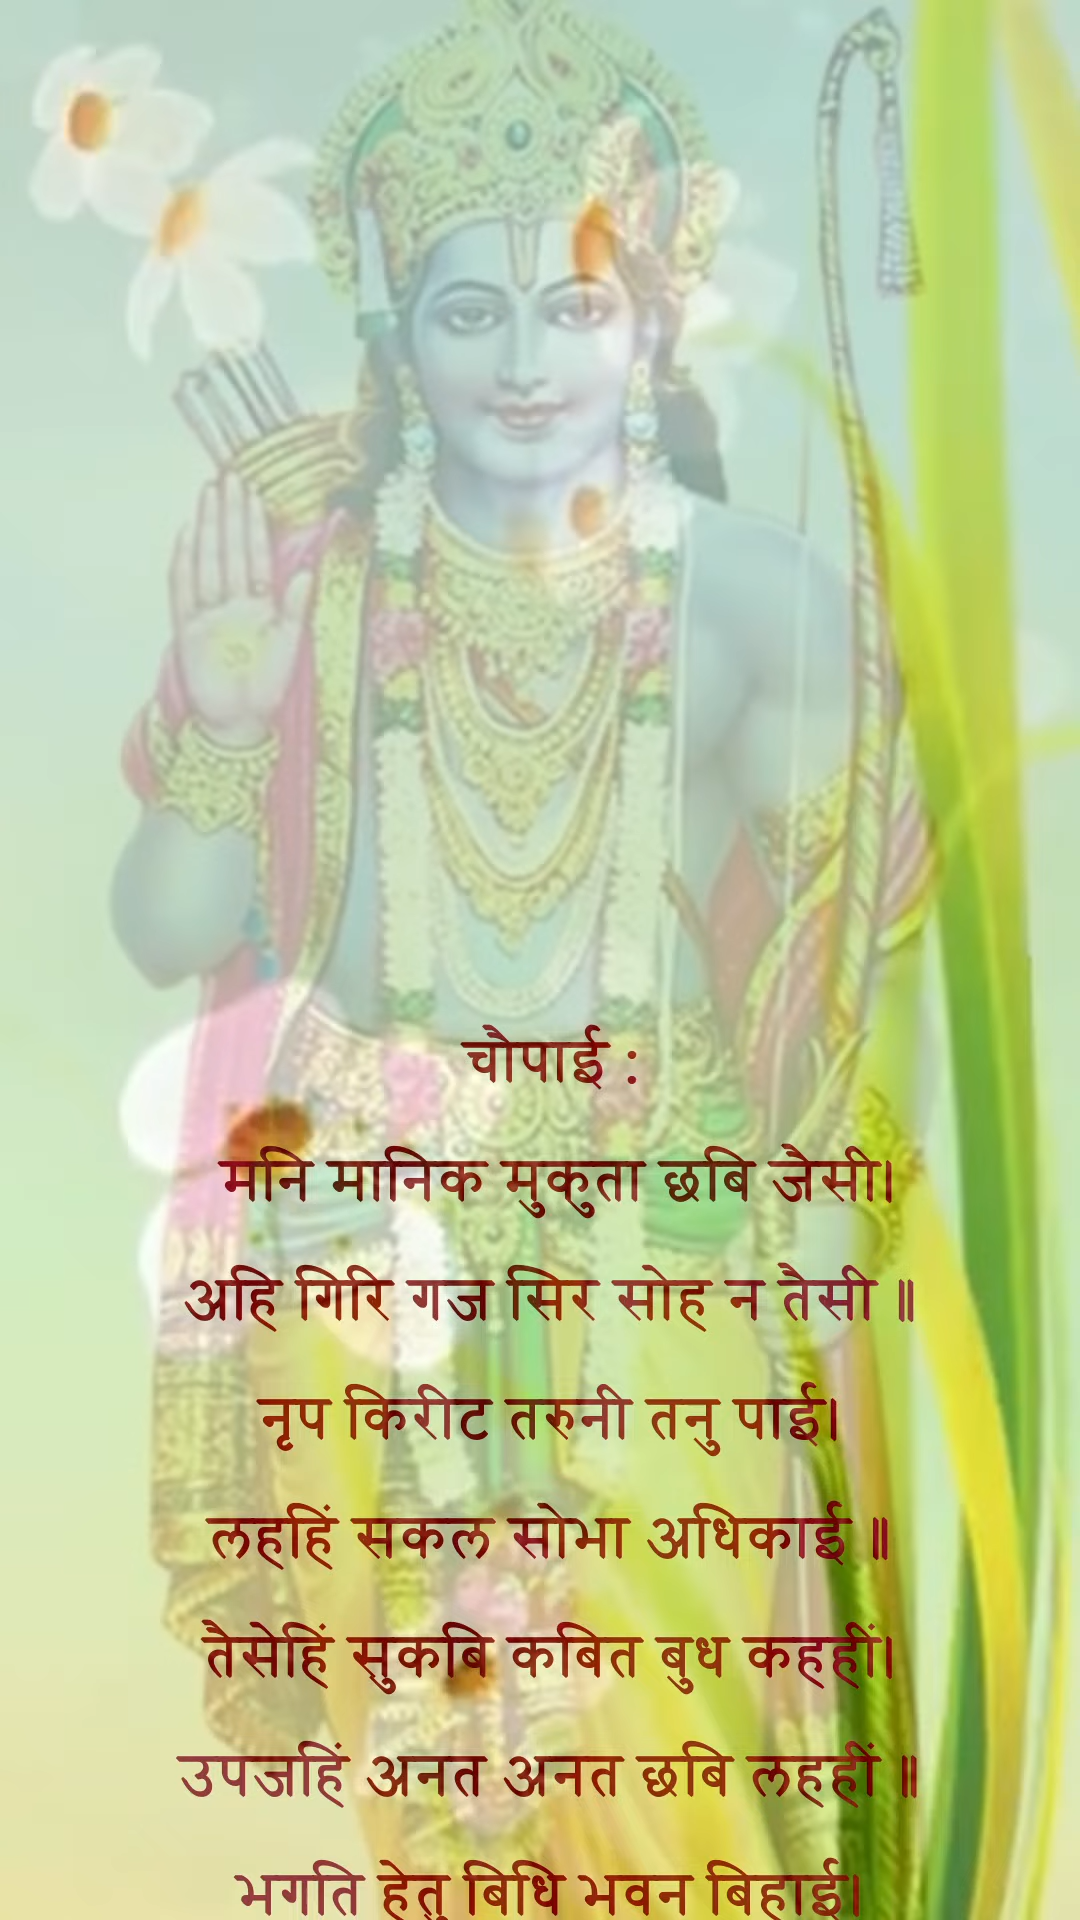 चौपाई :
मनि मानिक मुकुता छबि जैसी।
अहि गिरि गज सिर सोह न तैसी ॥
नृप किरीट तरुनी तनु पाई।
लहहिं सकल सोभा अधिकाई ॥
तैसेहिं सुकबि कबित बुध कहहीं।
उपजहिं अनत अनत छबि लहहीं ॥
भगति हेतु बिधि भवन बिहाई।